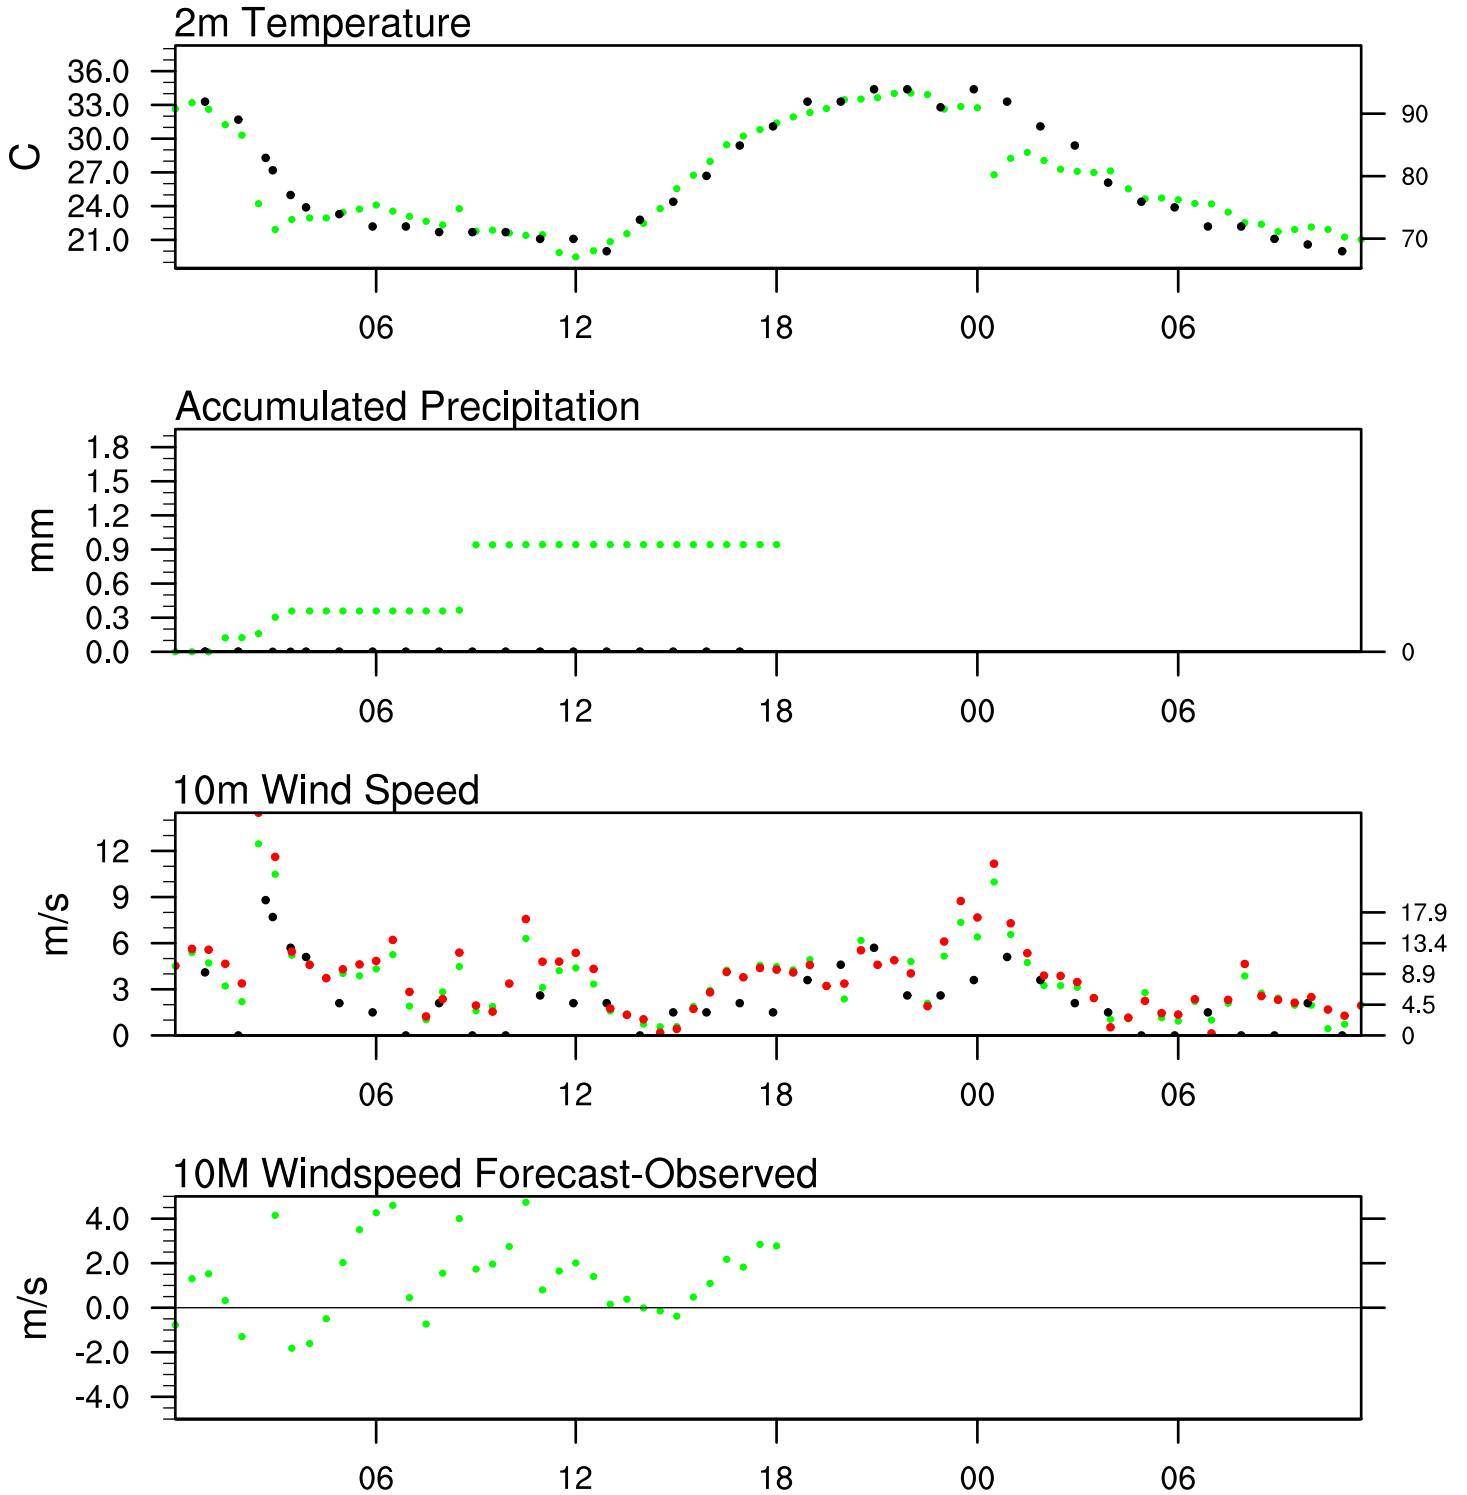 2m Temperature
36.0
33.0
30.0
27.0
24.0
21.0
C
90
80
70
06 12 18 00 06
Accumulated Precipitation
1.8
1.5
1.2
0.9
0.6
0.3
0.0
mm
0
06 12 18 00 06
10m Wind Speed
12
9
6
3
0
m/s
17.9
13.4
8.9
4.5
0
06 12 18 00 06
10M Windspeed Forecast-Observed
4.0
2.0
0.0
-2.0
-4.0
m/s
06 12 18 00 06